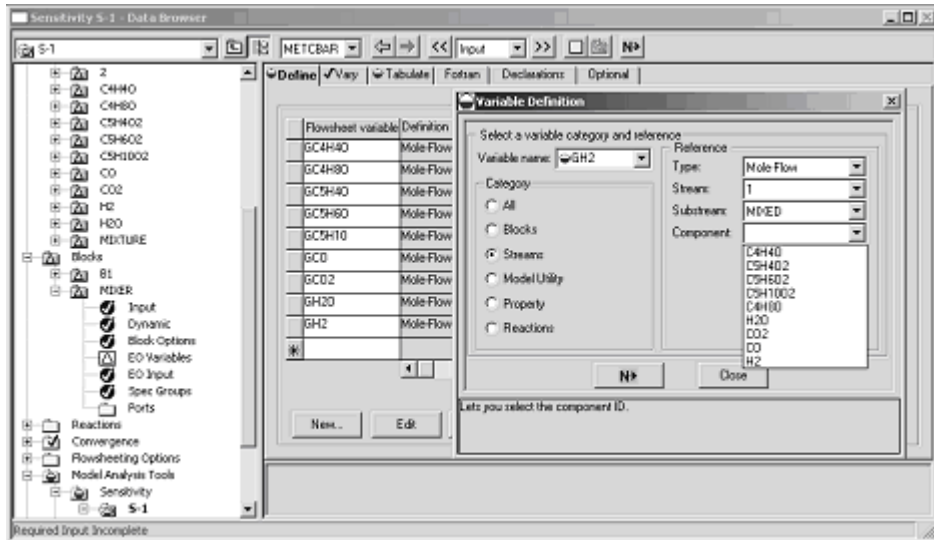 Sensitivity S-1 - Data Browser
S-1
METCBAR
<<
Input
>>
N>
2
C4H4O
C4H8O
C5H4O2
C5H6O2
C5H10O2
CO
CO2
H2
H2O
MIXTURE
Blocks
B1
MIXER
Input
Dynamic
Block Options
EO Variables
EO Input
Spec Groups
Ports
Reactions
Convergence
Flowsheeting Options
Model Analysis Tools
Sensitivity
S-1
Define
Vary
Tabulate
Fortran
Declarations
Optional
Flowsheet variable Definition
GC4H4O Mole-Flow
GC4H8O Mole-Flow
GC5H4O Mole-Flow
GC5H6O Mole-Flow
GC5H10 Mole-Flow
GCO Mole-Flow
GCO2 Mole-Flow
GH2O Mole-Flow
GH2 Mole-Flow
New...
Edit
Variable Definition
Select a variable category and reference
Variable name: GH2
Category
All
Blocks
Streams
Model Utility
Property
Reactions
Reference
Type: Mole-Flow
Stream: 1
Substream: MIXED
Component:
C4H4O
C5H4O2
C5H6O2
C5H10O2
C4H8O
H2O
CO2
CO
H2
N>
Close
Lets you select the component ID.
Required Input Incomplete